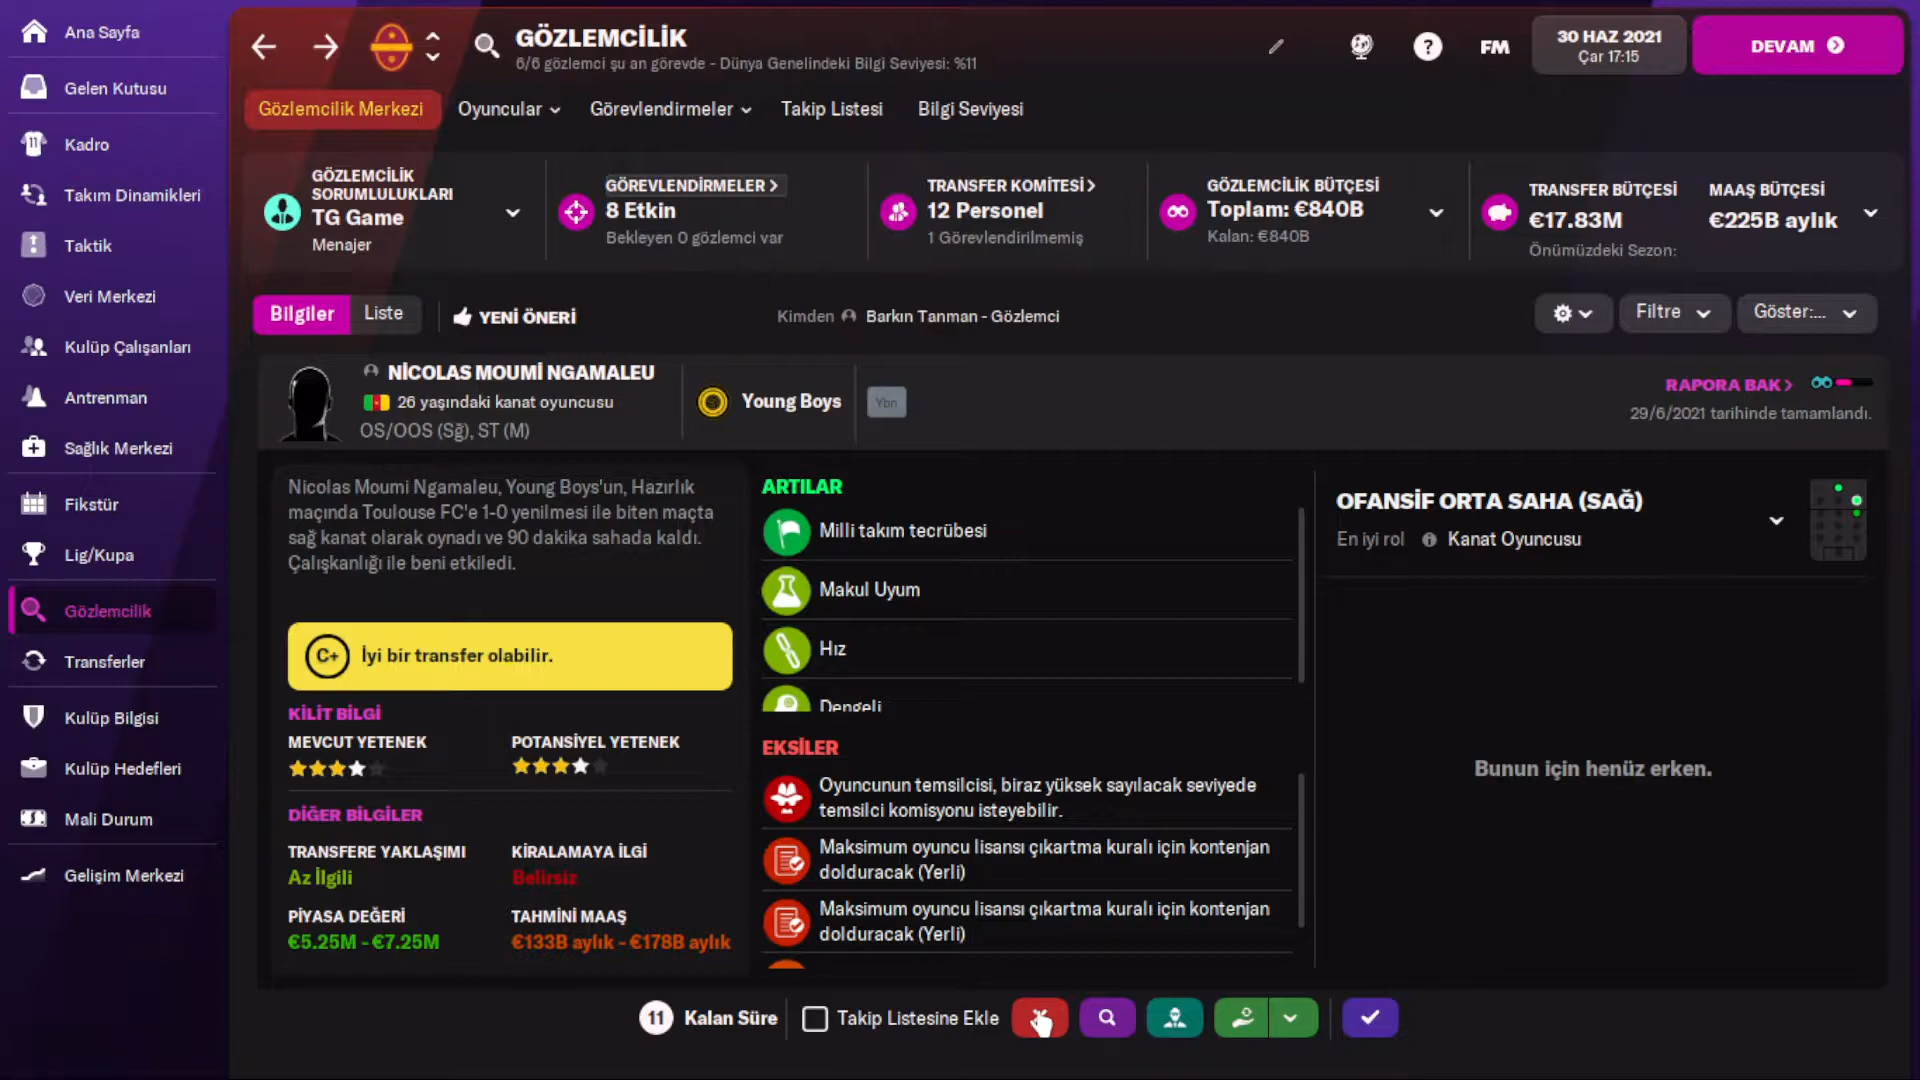 Ana Sayfa
Gelen Kutusu
Kadro
Takım Dinamikleri
Taktik
Veri Merkezi
Kulüp Çalışanları
Antrenman
Sağlık Merkezi
Fikstür
Lig/Kupa
Gözlemcilik
Transferler
Kulüp Bilgisi
Kulüp Hedefleri
Mali Durum
Gelişim Merkezi
GÖZLEMCİLİK
6/6 gözlemci şu an görevde - Dünya Genelindeki Bilgi Seviyesi: %11
FM
30 HAZ 2021
Çar 17:15
DEVAM
Gözlemcilik Merkezi
Oyuncular
Görevlendirmeler
Takip Listesi
Bilgi Seviyesi
GÖZLEMCİLİK
SORUMLULUKLARI
TG Game
Menajer
GÖREVLENDİRMELER >
8 Etkin
Bekleyen 0 gözlemci var
TRANSFER KOMİTESİ >
12 Personel
1 Görevlendirilmemiş
GÖZLEMCİLİK BÜTÇESİ
Toplam: €840B
Kalan: €840B
TRANSFER BÜTÇESİ
€17.83M
Önümüzdeki Sezon:
MAAŞ BÜTÇESİ
€225B aylık
Bilgiler
Liste
YENİ ÖNERİ
Kimden Barkın Tanman - Gözlemci
Filtre
Göster:...
NİCOLAS MOUMİ NGAMALEU
26 yaşındaki kanat oyuncusu
OS/OOS (Sğ), ST (M)
Young Boys
Ybn
RAPORA BAK >
29/6/2021 tarihinde tamamlandı.
Nicolas Moumi Ngamaleu, Young Boys'un, Hazırlık
maçında Toulouse FC'e 1-0 yenilmesi ile biten maçta
sağ kanat olarak oynadı ve 90 dakika sahada kaldı.
Çalışkanlığı ile beni etkiledi.
C+ İyi bir transfer olabilir.
KİLİT BİLGİ
MEVCUT YETENEK
POTANSİYEL YETENEK
DİĞER BİLGİLER
TRANSFERE YAKLAŞIMI
Az İlgili
KİRALAMAYA İLGİ
Belirsiz
PİYASA DEĞERİ
€5.25M - €7.25M
TAHMİNİ MAAŞ
€133B aylık - €178B aylık
ARTILAR
Milli takım tecrübesi
Makul Uyum
Hız
Dengeli
EKSİLER
Oyuncunun temsilcisi, biraz yüksek sayılacak seviyede
temsilci komisyonu isteyebilir.
Maksimum oyuncu lisansı çıkartma kuralı için kontenjan
dolduracak (Yerli)
Maksimum oyuncu lisansı çıkartma kuralı için kontenjan
dolduracak (Yerli)
OFANSİF ORTA SAHA (SAĞ)
En iyi rol Kanat Oyuncusu
Bunun için henüz erken.
11 Kalan Süre
Takip Listesine Ekle